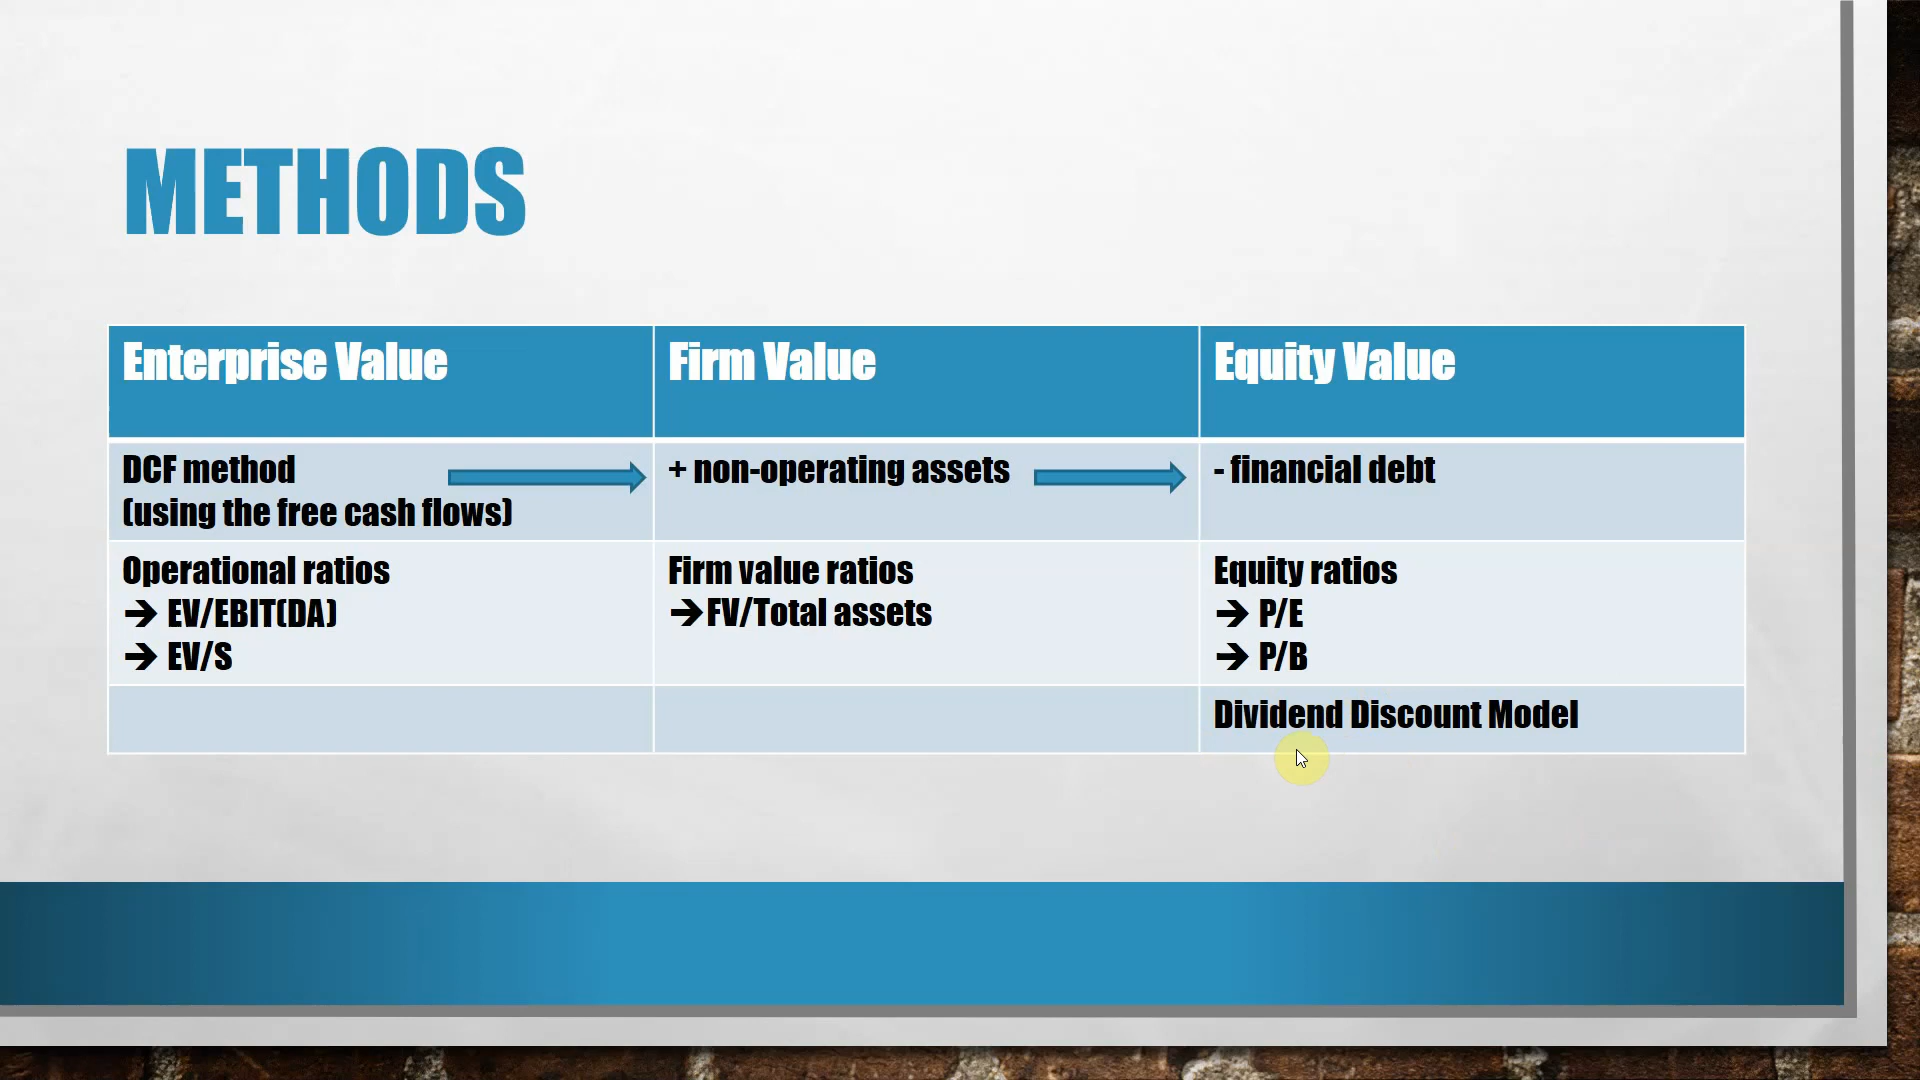 METHODS
Enterprise Value
Firm Value
Equity Value
DCF method
(using the free cash flows)
+ non-operating assets
- financial debt
Operational ratios
→ EV/EBIT(DA)
→ EV/S
Firm value ratios
→FV/Total assets
Equity ratios
→ P/E
→ P/B
Dividend Discount Model